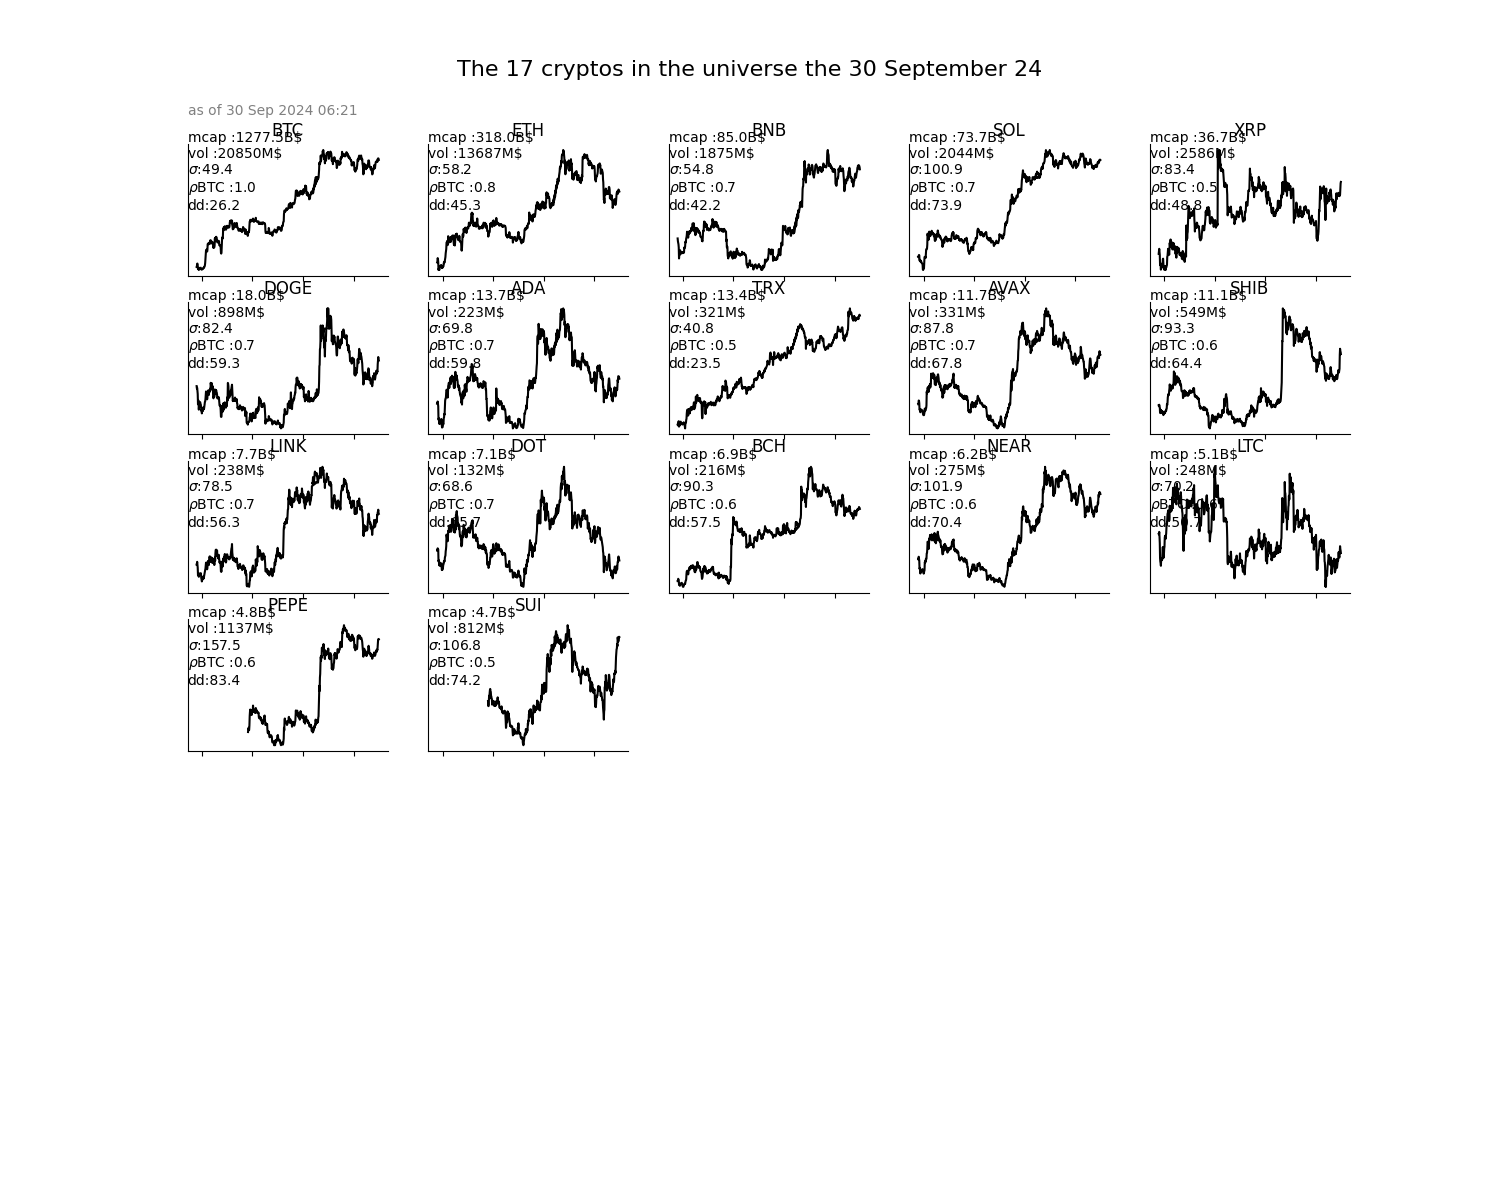 The 17 cryptos in the universe the 30 September 24
as of 30 Sep 2024 06:21
BTC
mcap :1277.5B$
vol :20850M$
σ:49.4
ρBTC :1.0
dd:26.2
ETH
mcap :318.0B$
vol :13687M$
σ:58.2
ρBTC :0.8
dd:45.3
BNB
mcap :85.0B$
vol :1875M$
σ:54.8
ρBTC :0.7
dd:42.2
SOL
mcap :73.7B$
vol :2044M$
σ:100.9
ρBTC :0.7
dd:73.9
XRP
mcap :36.7B$
vol :2586M$
σ:83.4
ρBTC :0.5
dd:48.8
DOGE
mcap :18.0B$
vol :898M$
σ:82.4
ρBTC :0.7
dd:59.3
ADA
mcap :13.7B$
vol :223M$
σ:69.8
ρBTC :0.7
dd:59.8
TRX
mcap :13.4B$
vol :321M$
σ:40.8
ρBTC :0.5
dd:23.5
AVAX
mcap :11.7B$
vol :331M$
σ:87.8
ρBTC :0.7
dd:67.8
SHIB
mcap :11.1B$
vol :549M$
σ:93.3
ρBTC :0.6
dd:64.4
LINK
mcap :7.7B$
vol :238M$
σ:78.5
ρBTC :0.7
dd:56.3
DOT
mcap :7.1B$
vol :132M$
σ:68.6
ρBTC :0.7
BCH
mcap :6.9B$
vol :216M$
σ:90.3
ρBTC :0.6
dd:57.5
NEAR
mcap :6.2B$
vol :275M$
σ:101.9
ρBTC :0.6
dd:70.4
LTC
mcap :5.1B$
vol :248M$
σ:70.2
ρBTC :0.6
PEPE
mcap :4.8B$
vol :1137M$
σ:157.5
ρBTC :0.6
dd:83.4
SUI
mcap :4.7B$
vol :812M$
σ:106.8
ρBTC :0.5
dd:74.2